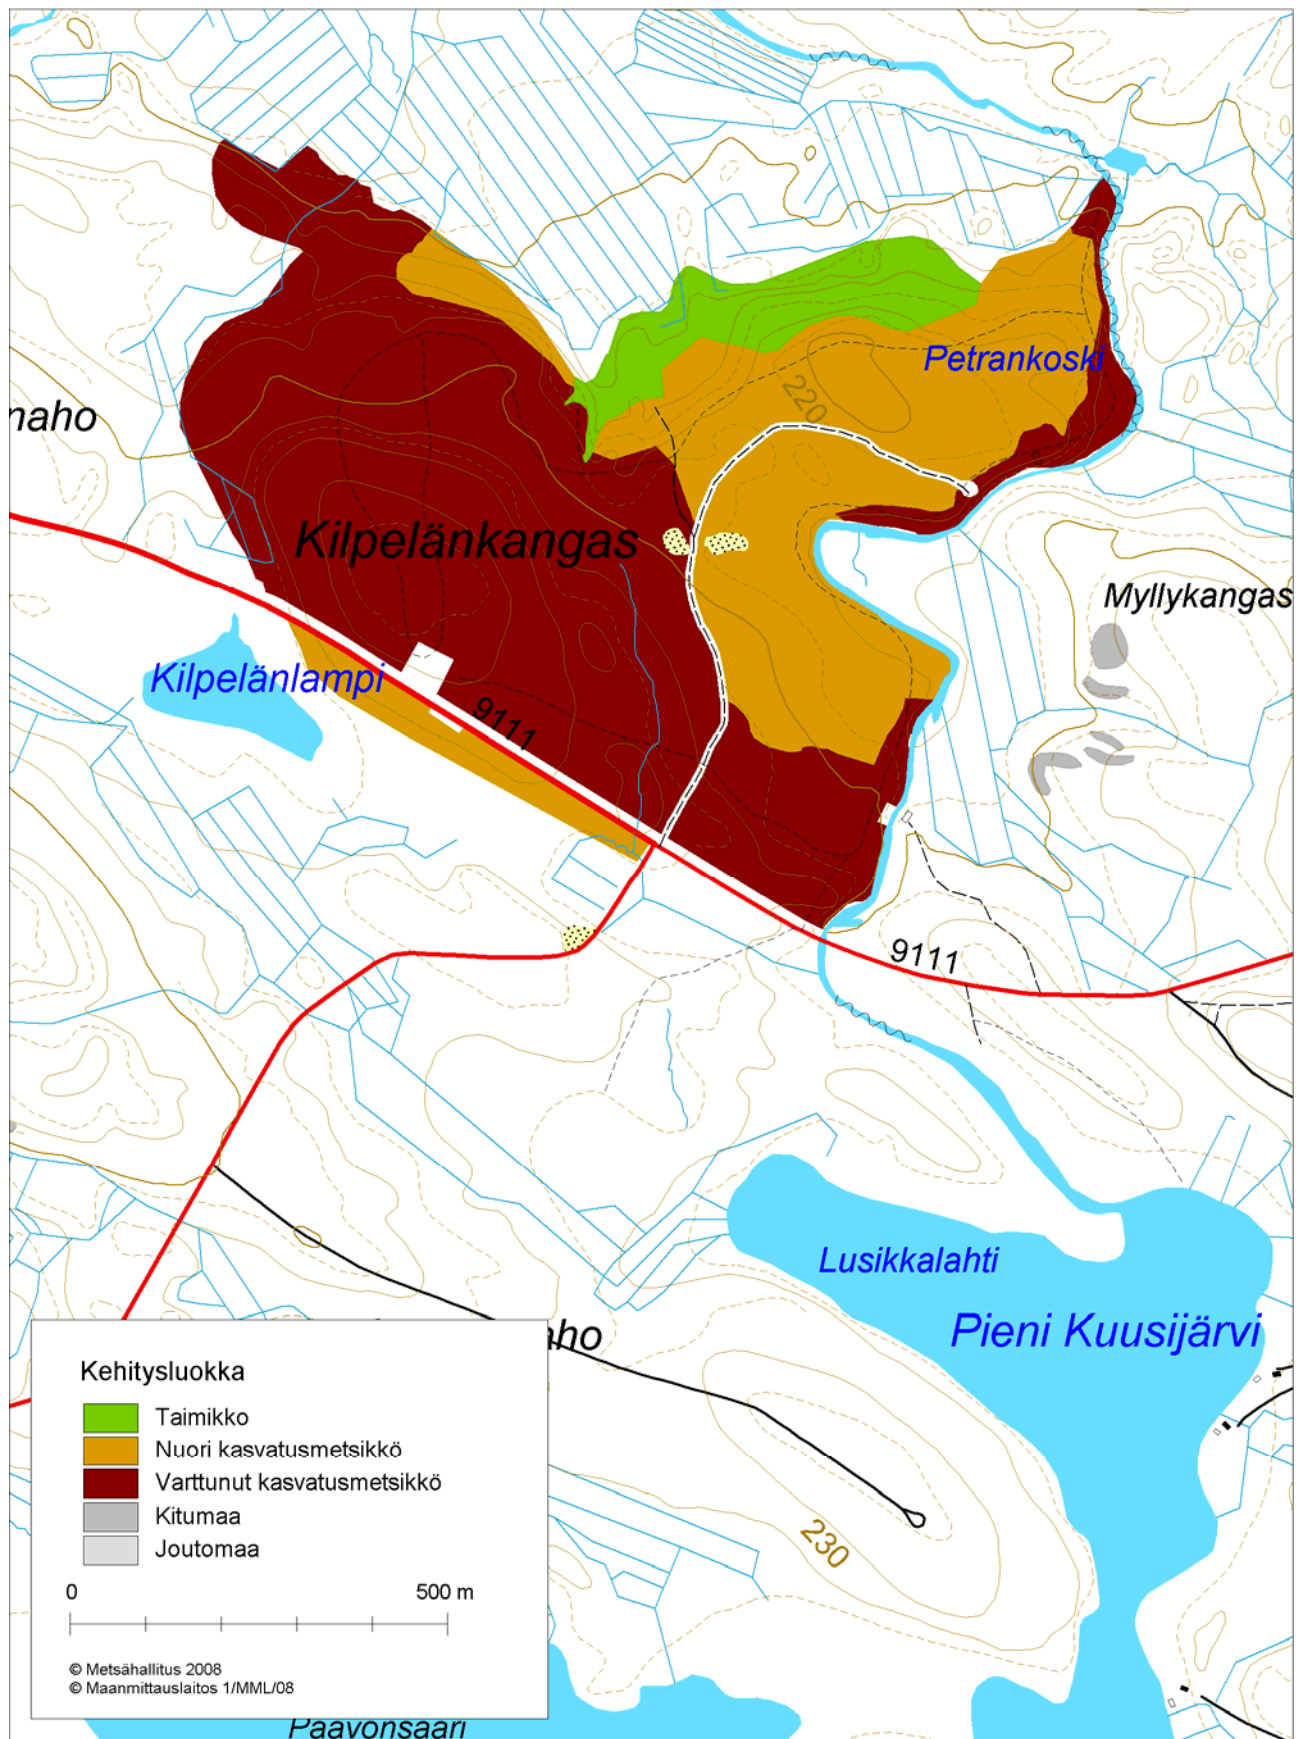 Petrankoski
220
naho
Kilpelänkangas
Myllykangas
Kilpelänlampi
9111
9111
Lusikkalahti
Pieni Kuusijärvi
aho
230
Kehitysluokka
Taimikko
Nuori kasvatusmetsikkö
Varttunut kasvatusmetsikkö
Kitumaa
Joutomaa
0 500 m
© Metsähallitus 2008
© Maanmittauslaitos 1/MML/08
Paavonsaari